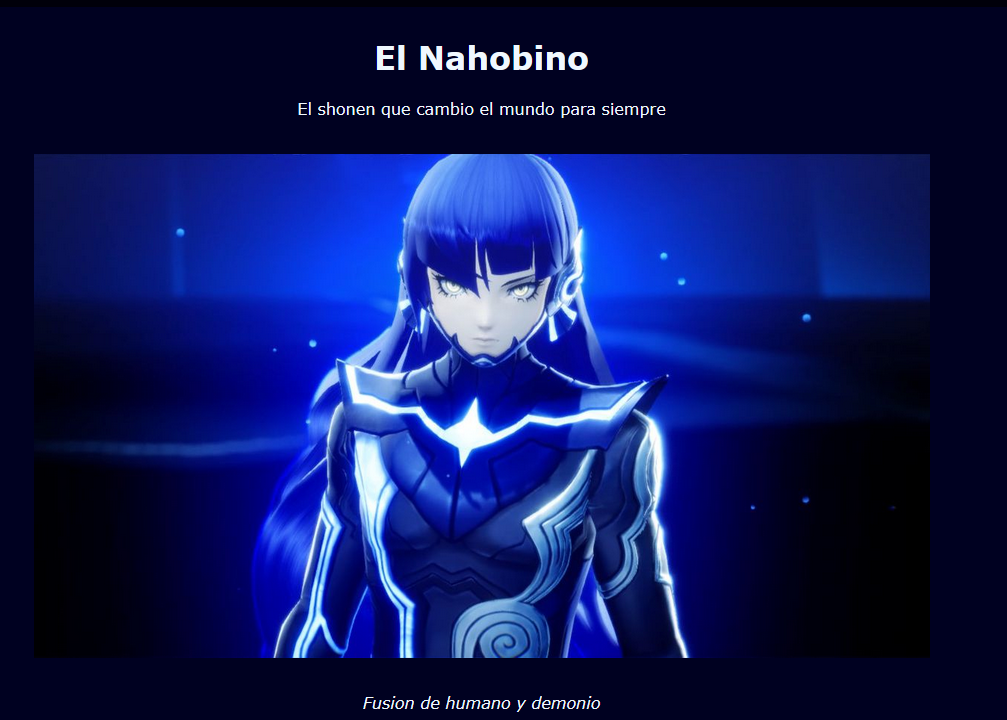 El Nahobino
El shonen que cambio el mundo para siempre
Fusion de humano y demonio